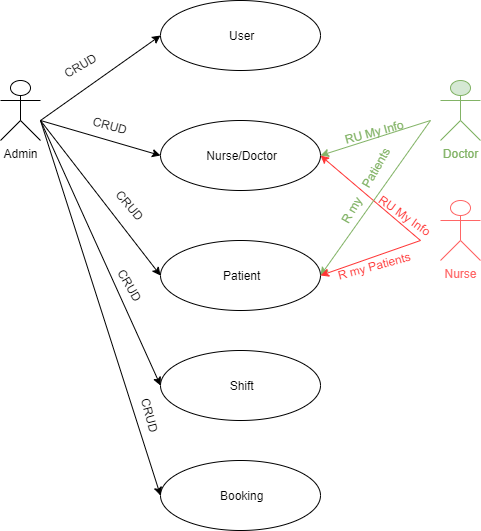 User
CRUD
Admin
CRUD
Nurse/Doctor
RU My Info
Doctor
R my Patients
CRUD
RU My Info
Nurse
Patient
R my Patients
CRUD
Shift
CRUD
Booking